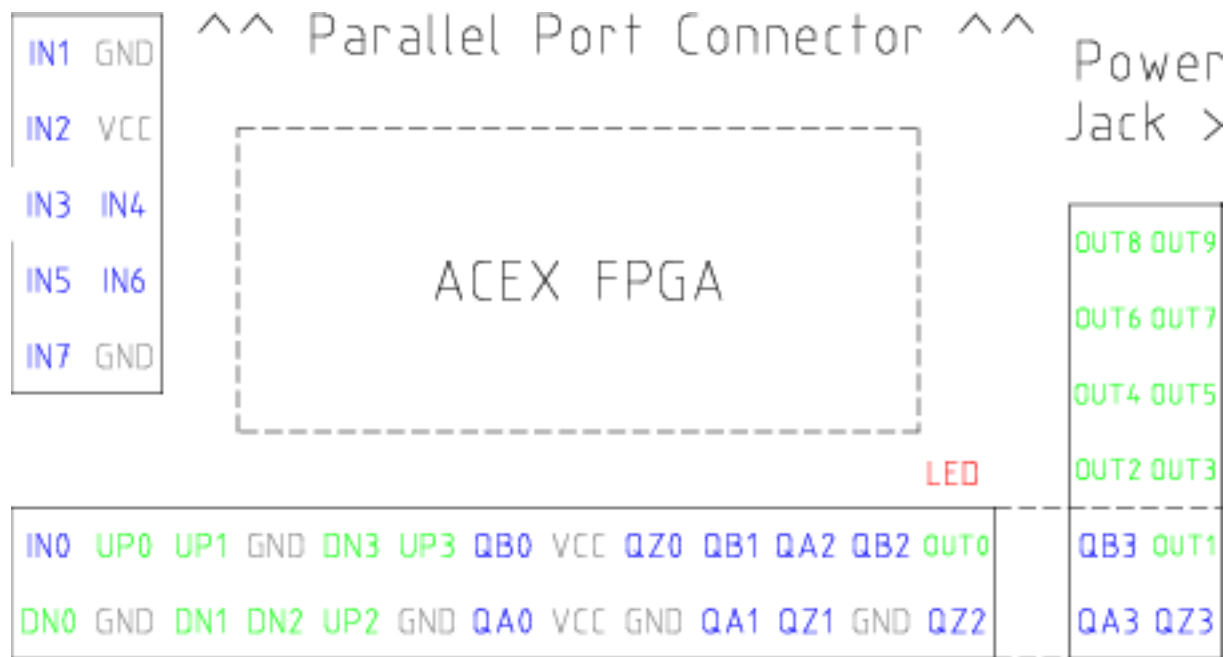 ^^ Parallel Port Connector ^^
Power
Jack >
IN1 GND
IN2 VCC
IN3 IN4
IN5 IN6
IN7 GND
ACEX FPGA
OUT8 OUT9
OUT6 OUT7
OUT4 OUT5
OUT2 OUT3
LED
IN0 UP0 UP1 GND DN3 UP3 QB0 VCC QZ0 QB1 QA2 QB2 OUT0 QB3 OUT1
DN0 GND DN1 DN2 UP2 GND QA0 VCC GND QA1 QZ1 GND QZ2 QA3 QZ3